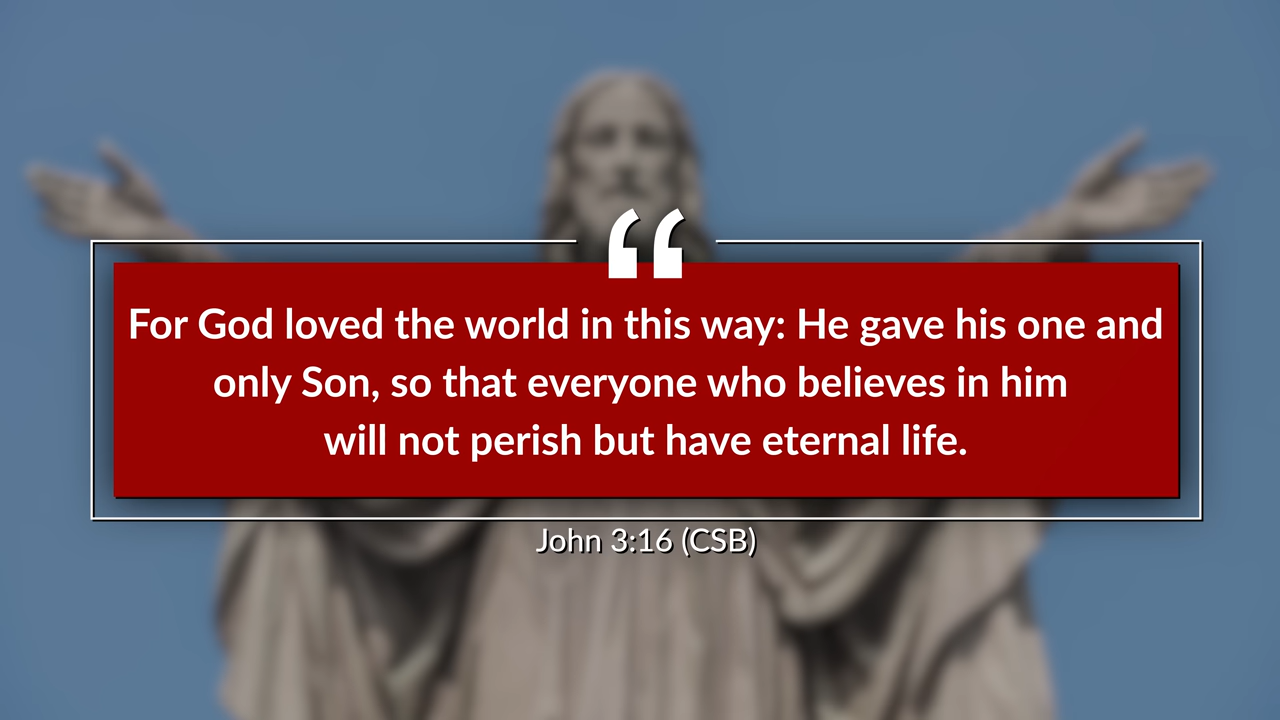 “
For God loved the world in this way: He gave his one and
only Son, so that everyone who believes in him
will not perish but have eternal life.
John 3:16 (CSB)